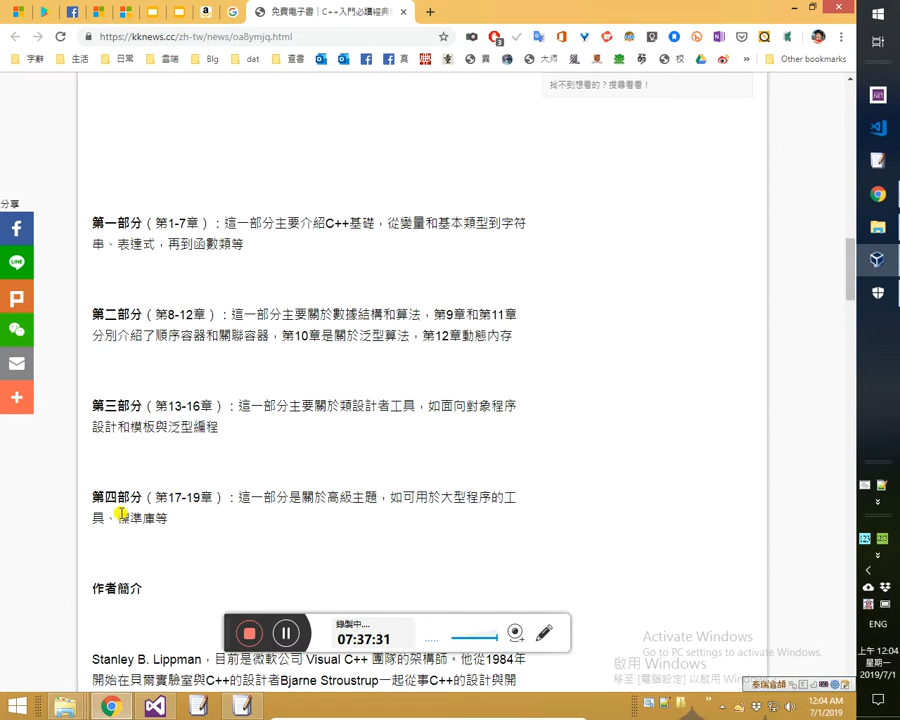 免費電子書 | C++入門必讀經典
https://kknews.cc/zh-tw/news/oa8ymjq.html
字辭 生活 日常 雲端 Blg dat 查書 真 異 大师 校 Other bookmarks
找不到想看的？搜尋看看！
分享
第一部分（第1-7章）：這一部分主要介紹C++基礎，從變量和基本類型到字符
串、表達式，再到函數類等
第二部分（第8-12章）：這一部分主要關於數據結構和算法，第9章和第11章
分別介紹了順序容器和關聯容器，第10章是關於泛型算法，第12章動態內存
第三部分（第13-16章）：這一部分主要關於類設計者工具，如面向對象程序
設計和模板與泛型編程
第四部分（第17-19章）：這一部分是關於高級主題，如可用於大型程序的工
具、標準庫等
作者簡介
錄製中....
07:37:31
Stanley B. Lippman，目前是微軟公司 Visual C++ 團隊的架構師。他從1984年
開始在貝爾實驗室與C++的設計者Bjarne Stroustrup一起從事C++的設計與開
Activate Windows
Go to PC settings to activate Windows.
啟用 Windows
移至 [電腦設定] 以啟用 Windows
ENG
上午 12:04
星期一
2019/7/1
12:04 AM
7/1/2019